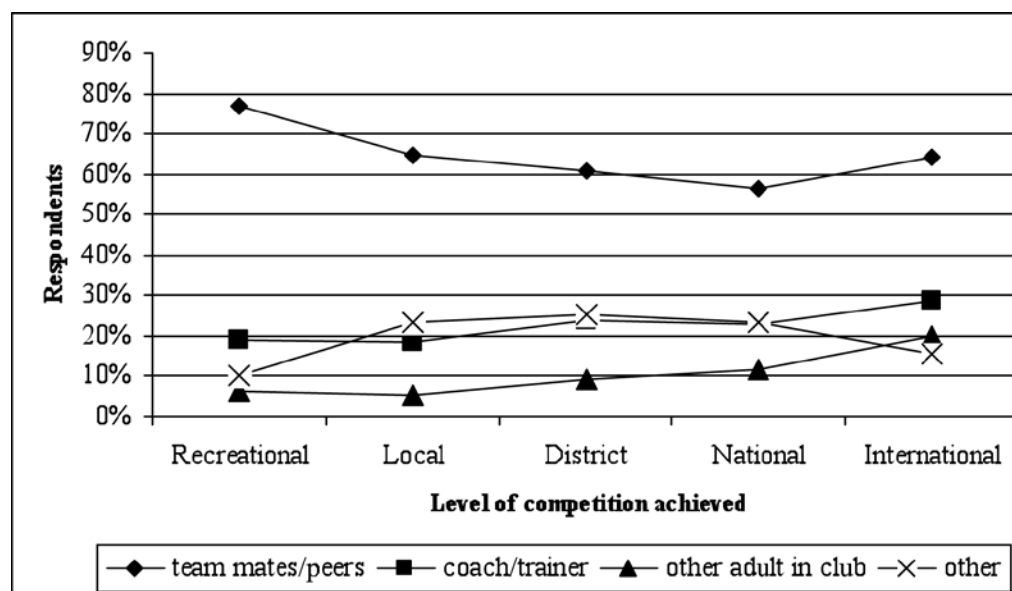 90%
80%
70%
60%
50%
40%
30%
20%
10%
0%
Respondents
Recreational Local District National International
Level of competition achieved
team mates/peers coach/trainer other adult in club other